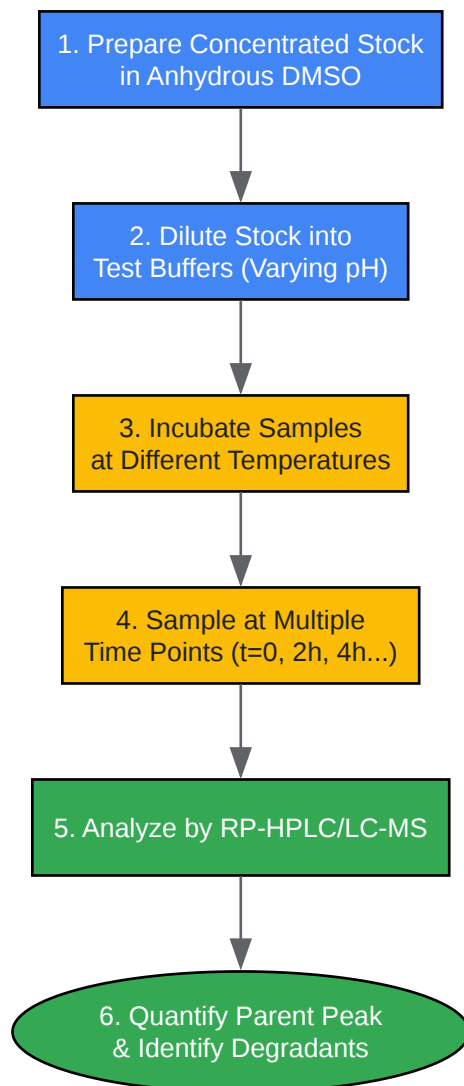 1. Prepare Concentrated Stock
in Anhydrous DMSO
2. Dilute Stock into
Test Buffers (Varying pH)
3. Incubate Samples
at Different Temperatures
4. Sample at Multiple
Time Points (t=0, 2h, 4h...)
5. Analyze by RP-HPLC/LC-MS
6. Quantify Parent Peak
& Identify Degradants